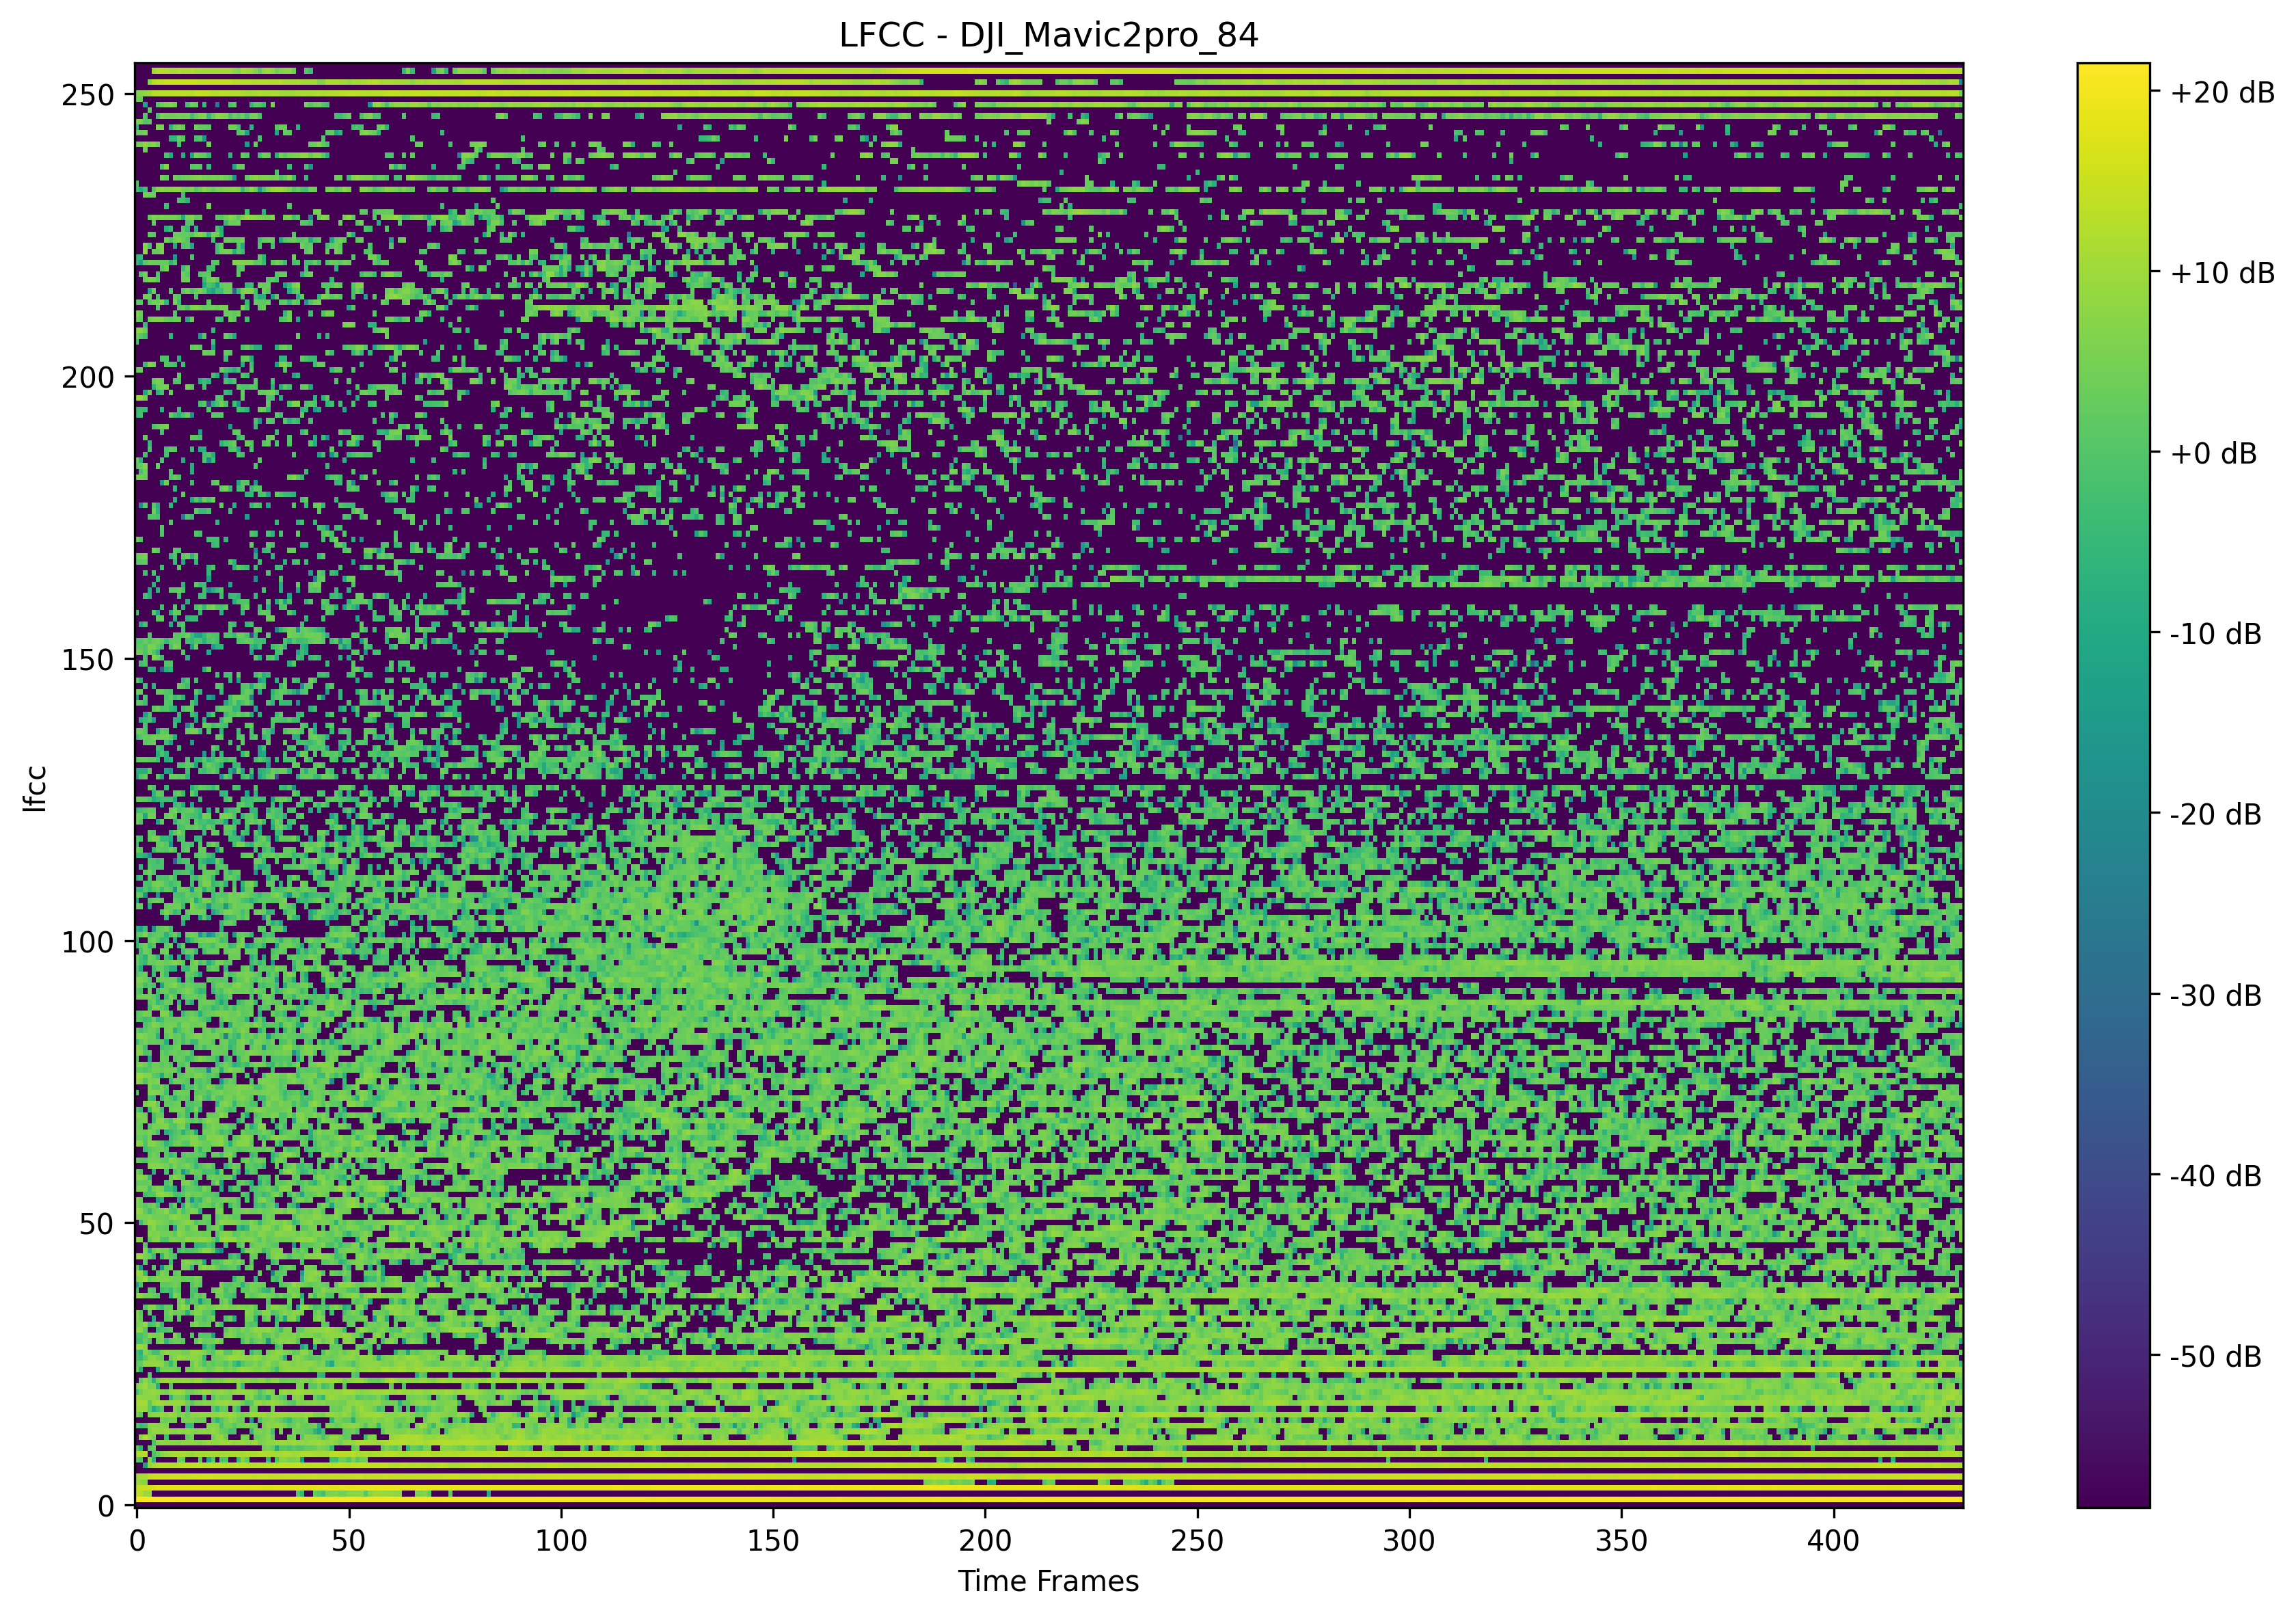 LFCC - DJI_Mavic2pro_84
lfcc
250
200
150
100
50
0
0 50 100 150 200 250 300 350 400
Time Frames
+20 dB
+10 dB
+0 dB
-10 dB
-20 dB
-30 dB
-40 dB
-50 dB